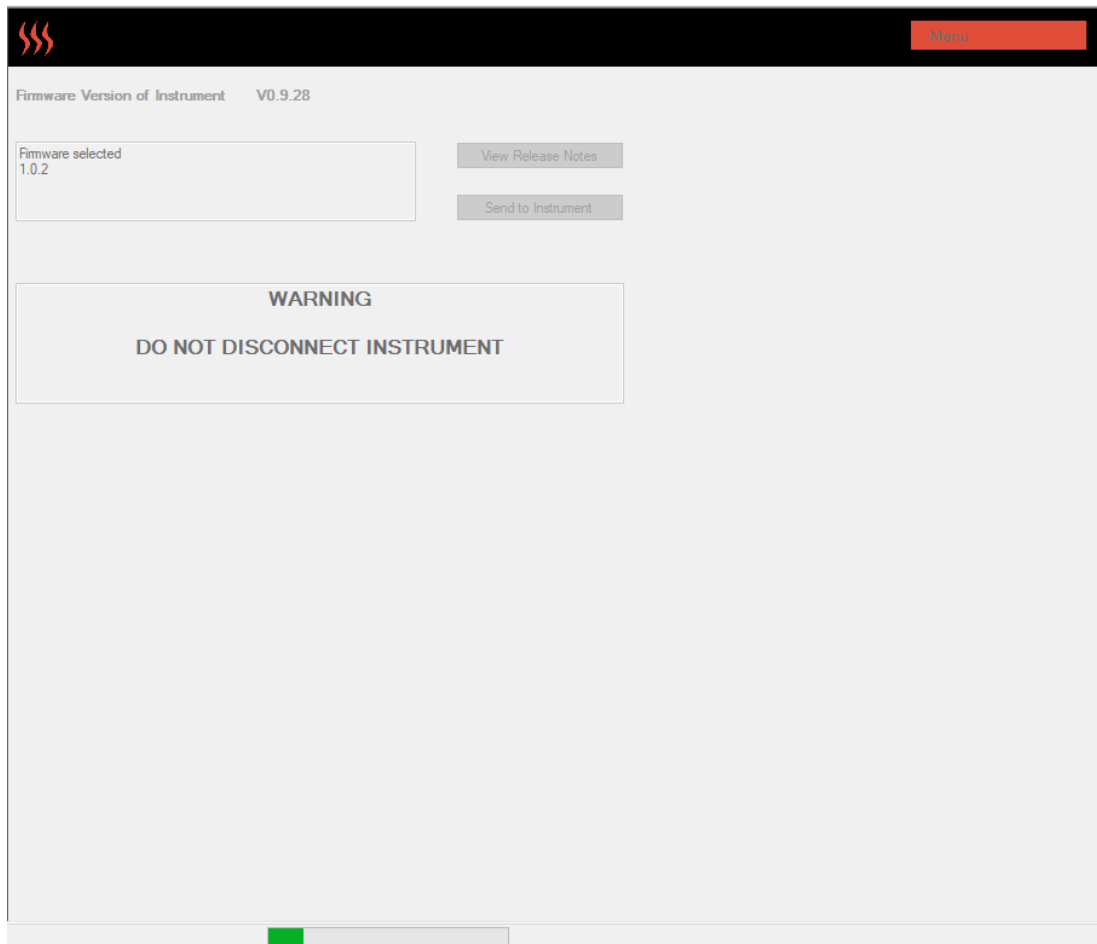 Menu
Firmware Version of Instrument V0.9.28
Firmware selected
1.0.2
View Release Notes
Send to Instrument
WARNING
DO NOT DISCONNECT INSTRUMENT